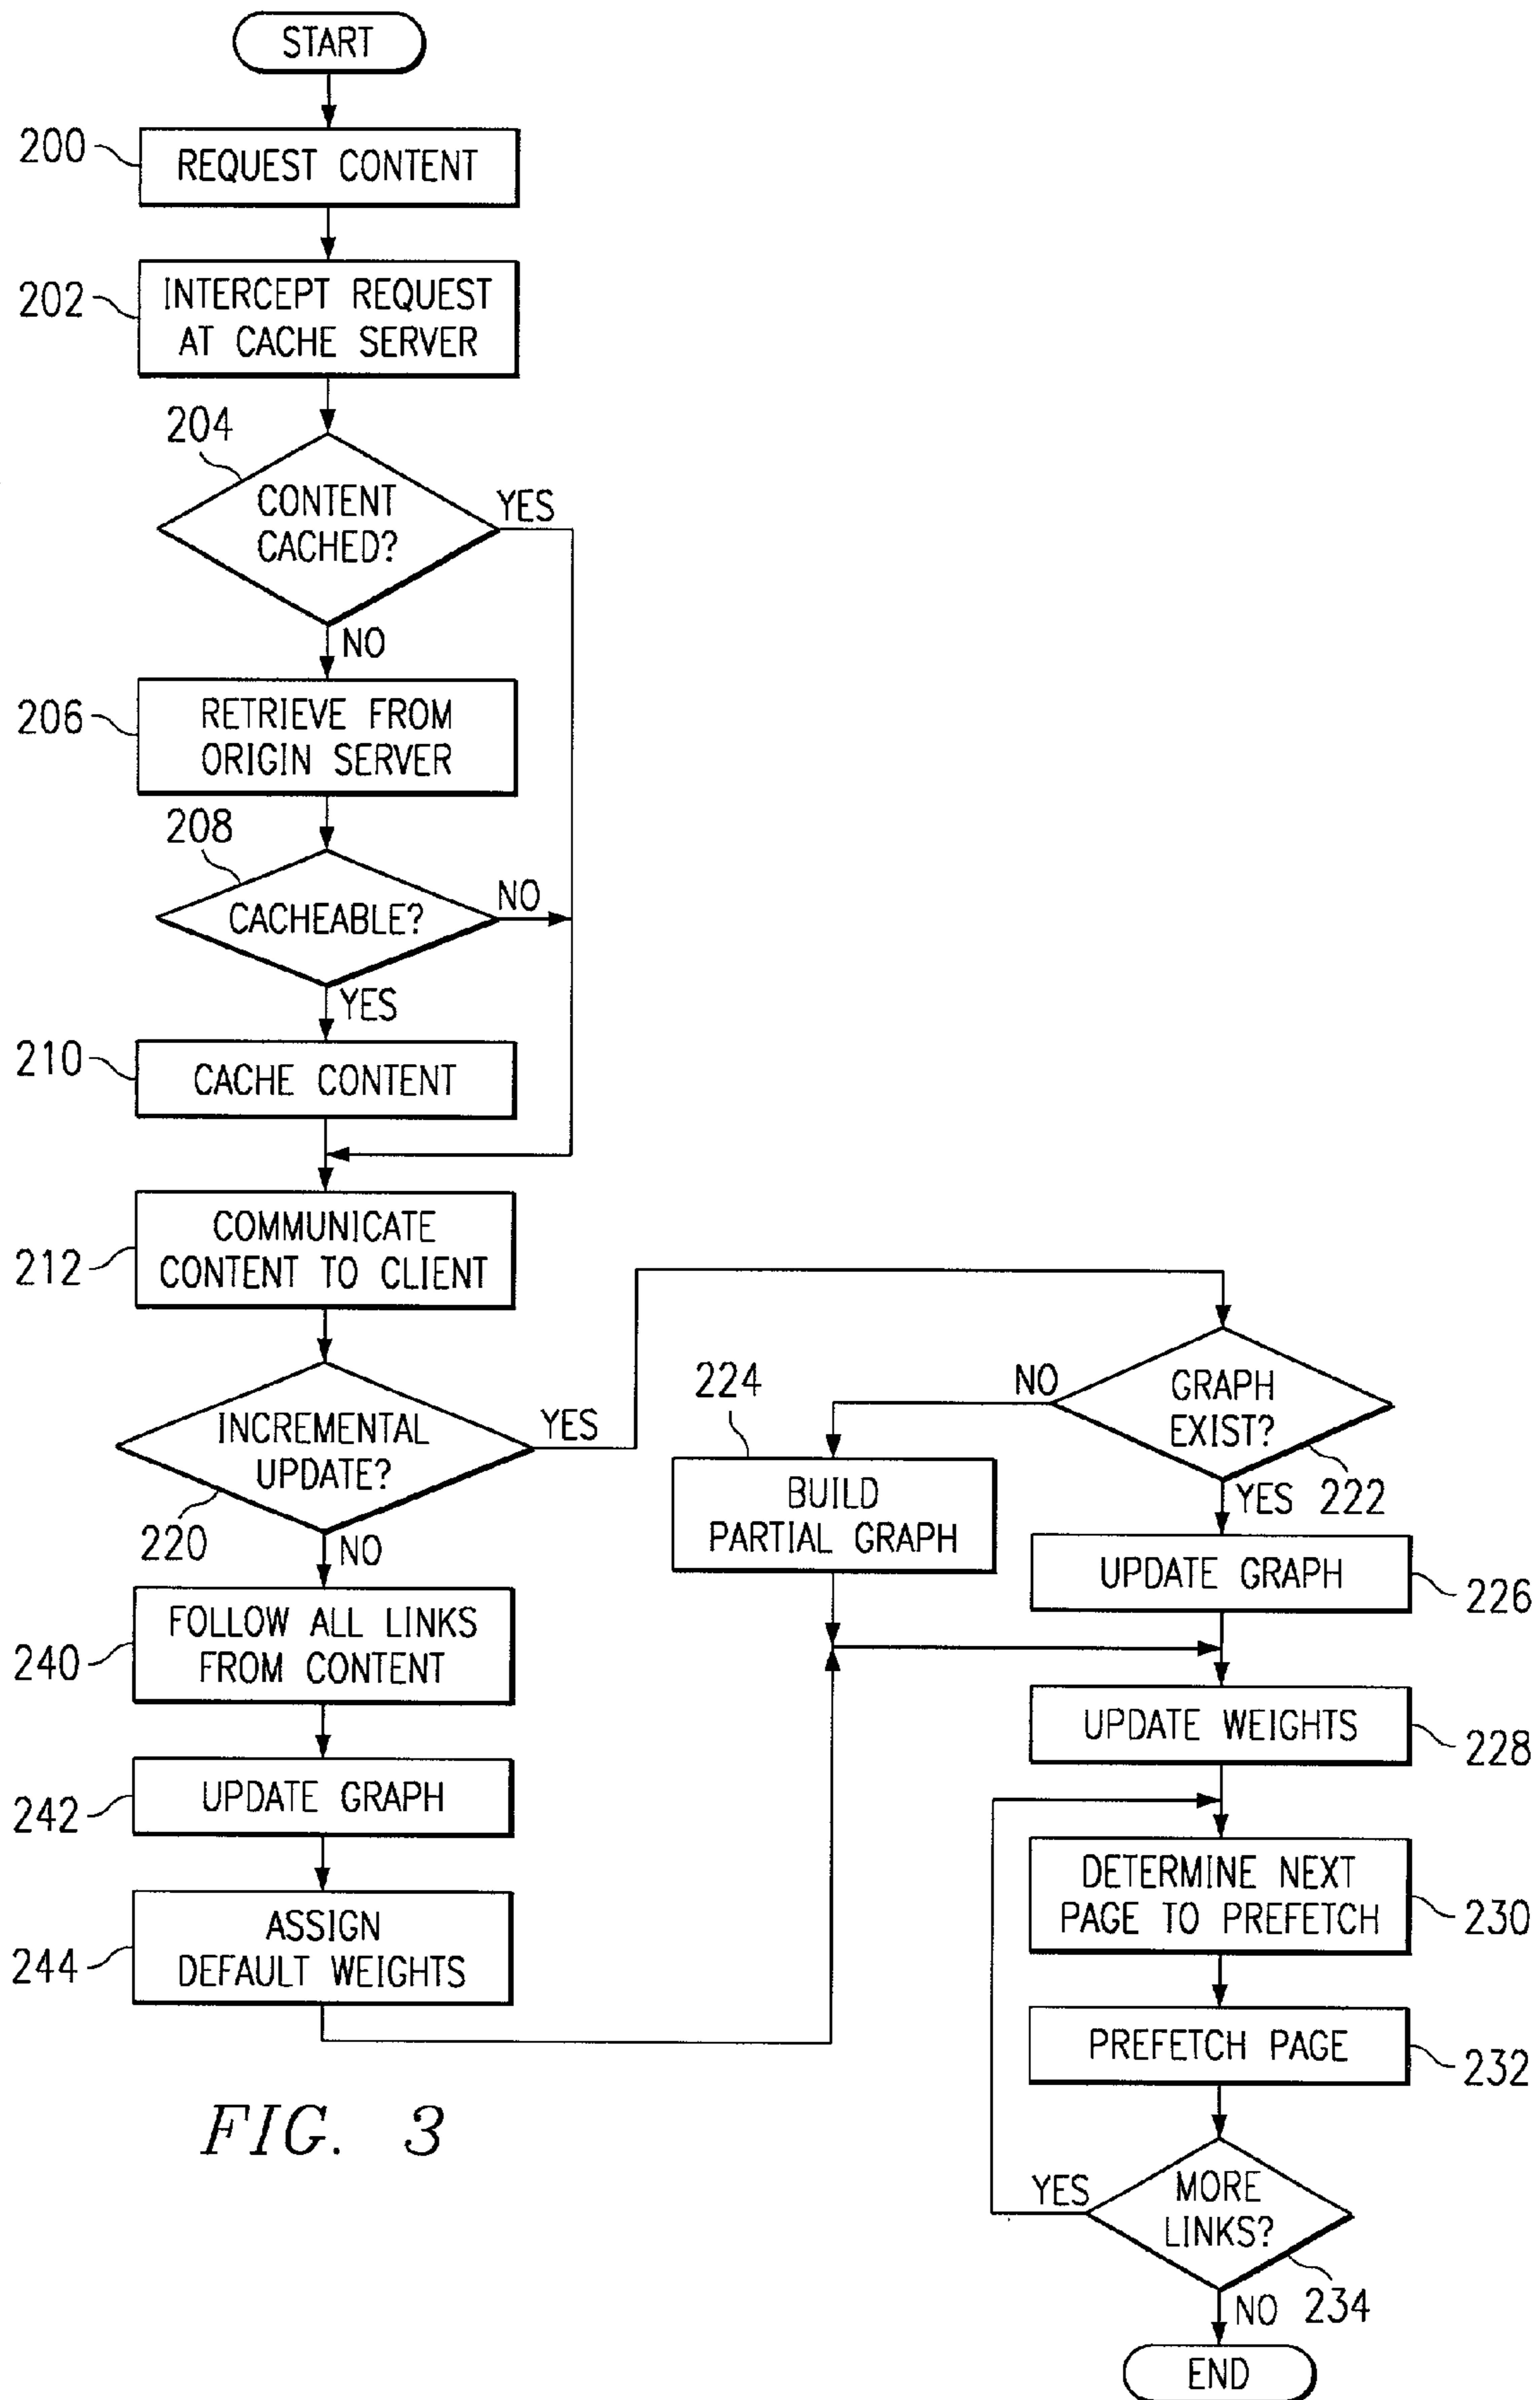 START
200
REQUEST CONTENT
202
INTERCEPT REQUEST
AT CACHE SERVER
204
CONTENT
CACHED?
YES
NO
206
RETRIEVE FROM
ORIGIN SERVER
208
CACHEABLE?
NO
YES
210
CACHE CONTENT
212
COMMUNICATE
CONTENT TO CLIENT
INCREMENTAL
UPDATE?
YES
220
NO
240
FOLLOW ALL LINKS
FROM CONTENT
242
UPDATE GRAPH
244
ASSIGN
DEFAULT WEIGHTS
GRAPH
EXIST?
NO
222
YES
224
BUILD
PARTIAL GRAPH
UPDATE GRAPH
226
UPDATE WEIGHTS
228
DETERMINE NEXT
PAGE TO PREFETCH
230
PREFETCH PAGE
232
MORE
LINKS?
YES
234
NO
END
FIG. 3